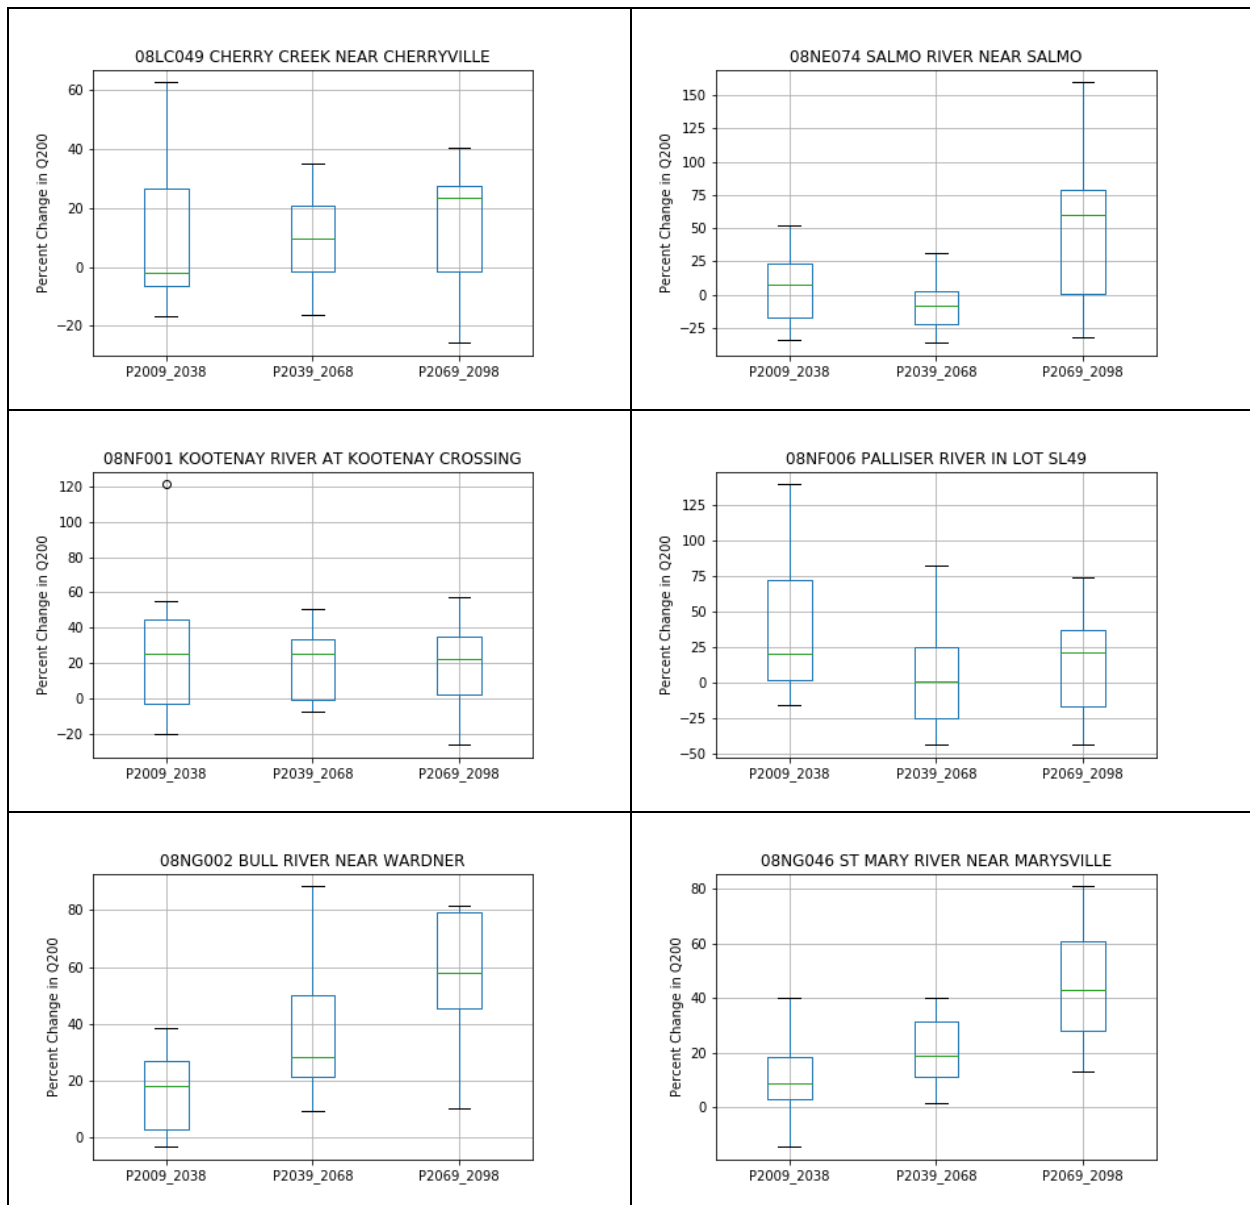 08LC049 CHERRY CREEK NEAR CHERRYVILLE
Percent Change in Q200
60
40
20
0
−20
P2009_2038 P2039_2068 P2069_2098
08NE074 SALMO RIVER NEAR SALMO
Percent Change in Q200
150
125
100
75
50
25
0
−25
P2009_2038 P2039_2068 P2069_2098
08NF001 KOOTENAY RIVER AT KOOTENAY CROSSING
Percent Change in Q200
120
100
80
60
40
20
0
−20
P2009_2038 P2039_2068 P2069_2098
08NF006 PALLISER RIVER IN LOT SL49
Percent Change in Q200
125
100
75
50
25
0
−25
−50
P2009_2038 P2039_2068 P2069_2098
08NG002 BULL RIVER NEAR WARDNER
Percent Change in Q200
80
60
40
20
0
P2009_2038 P2039_2068 P2069_2098
08NG046 ST MARY RIVER NEAR MARYSVILLE
Percent Change in Q200
80
60
40
20
0
P2009_2038 P2039_2068 P2069_2098